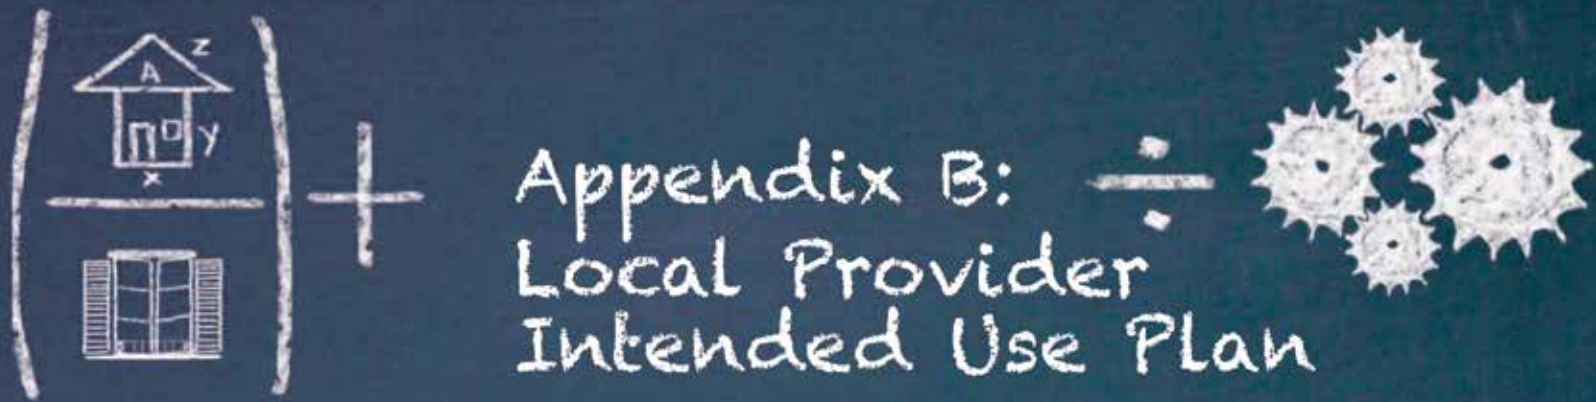 Z
A
y
x
Appendix B:
Local Provider
Intended Use Plan